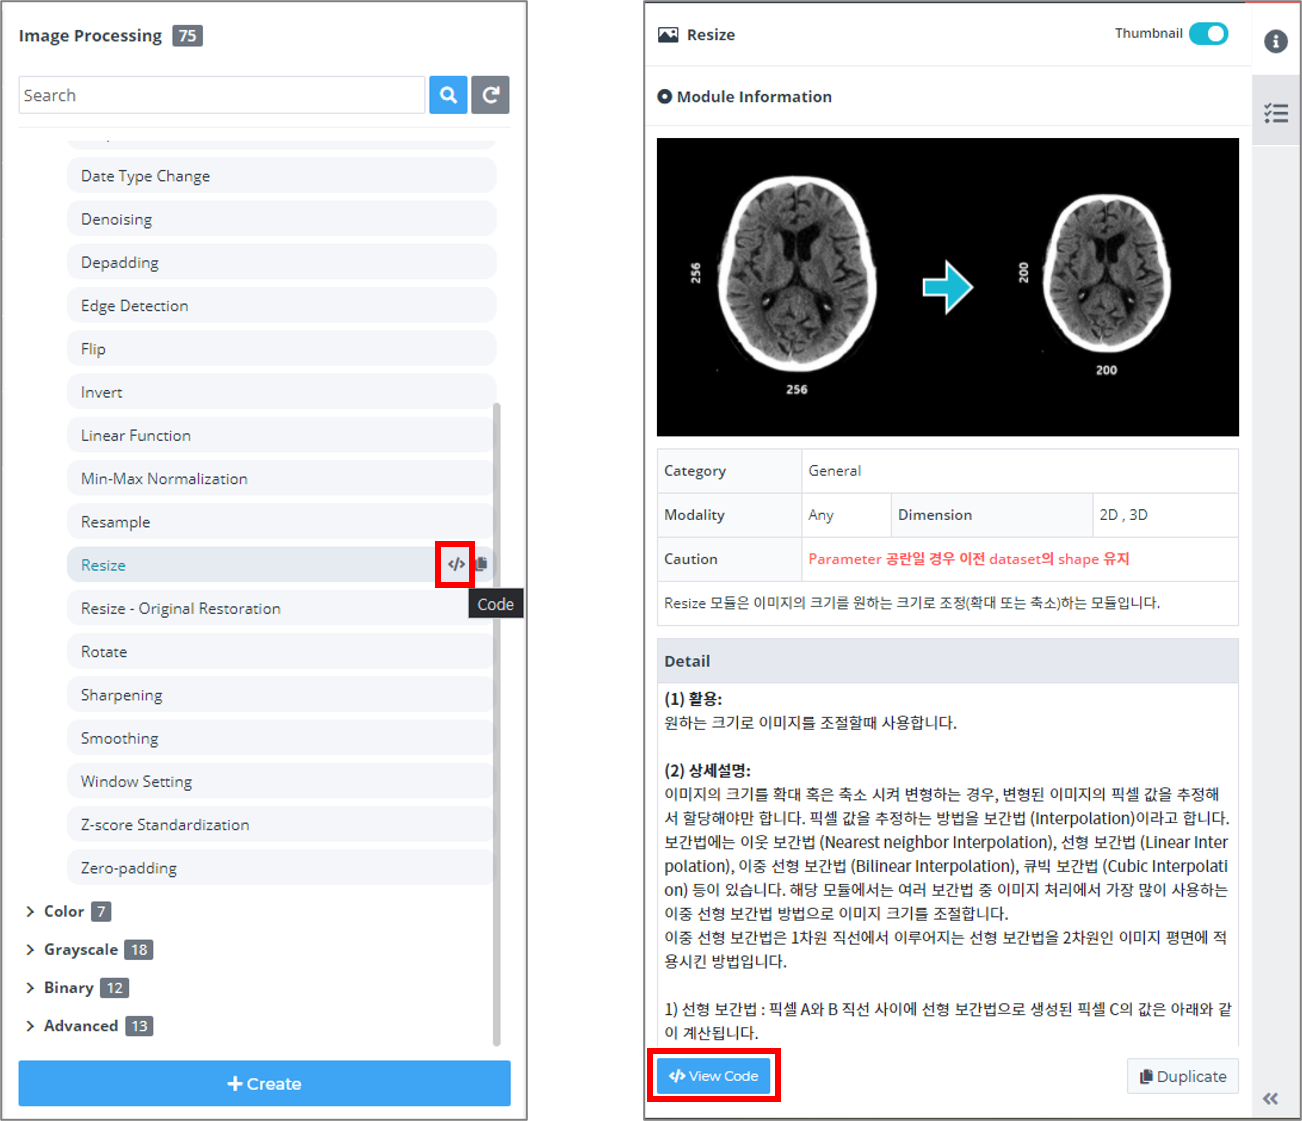 Image Processing 75
Search
Date Type Change
Denoising
Depadding
Edge Detection
Flip
Invert
Linear Function
Min-Max Normalization
Resample
Resize
Code
Resize - Original Restoration
Rotate
Sharpening
Smoothing
Window Setting
Z-score Standardization
Zero-padding
Color 7
Grayscale 18
Binary 12
Advanced 13
Create
Resize
Thumbnail
Module Information
256
256
200
200
Category General
Modality Any Dimension 2D , 3D
Caution Parameter 공란일 경우 이전 dataset의 shape 유지
Resize 모듈은 이미지의 크기를 원하는 크기로 조정(확대 또는 축소)하는 모듈입니다.
Detail
(1) 활용:
원하는 크기로 이미지를 조절할때 사용합니다.
(2) 상세설명:
이미지의 크기를 확대 혹은 축소 시켜 변형하는 경우, 변형된 이미지의 픽셀 값을 추정해
서 할당해야만 합니다. 픽셀 값을 추정하는 방법을 보간법 (Interpolation)이라고 합니다.
보간법에는 이웃 보간법 (Nearest neighbor Interpolation), 선형 보간법 (Linear Inter
polation), 이중 선형 보간법 (Bilinear Interpolation), 큐빅 보간법 (Cubic Interpolati
on) 등이 있습니다. 해당 모듈에서는 여러 보간법 중 이미지 처리에서 가장 많이 사용하는
이중 선형 보간법 방법으로 이미지 크기를 조절합니다.
이중 선형 보간법은 1차원 직선에서 이루어지는 선형 보간법을 2차원인 이미지 평면에 적
용시킨 방법입니다.
1) 선형 보간법 : 픽셀 A와 B 직선 사이에 선형 보간법으로 생성된 픽셀 C의 값은 아래와 같
이 계산됩니다.
View Code
Duplicate